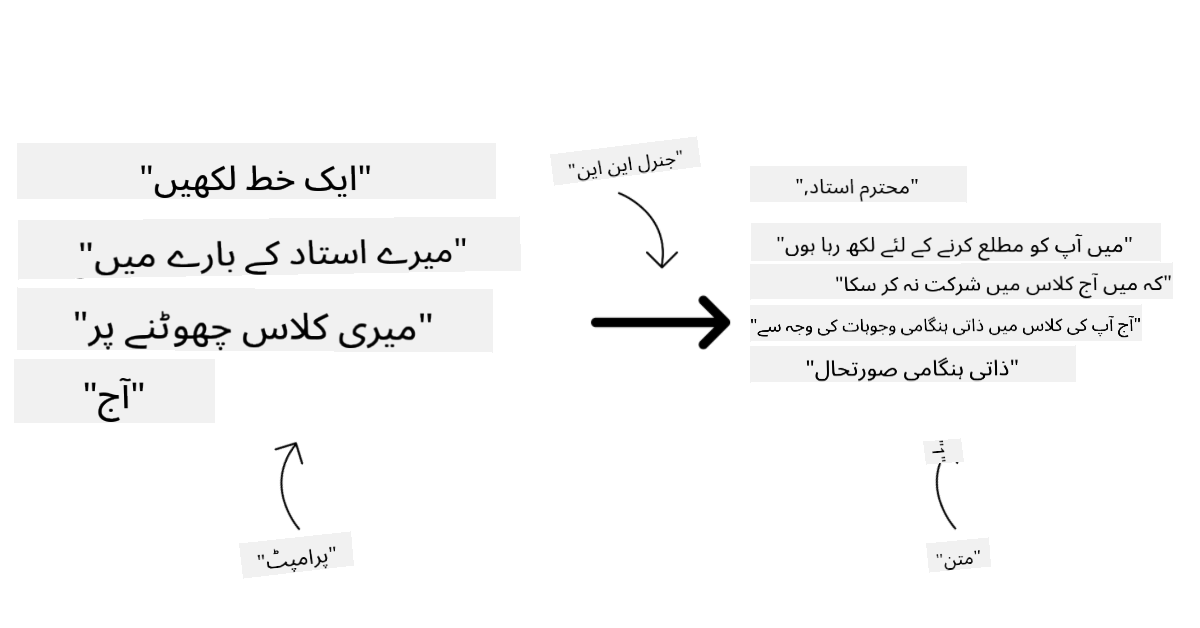 "ایک خط لکھیں"
"میرے استاد کے بارے میں"
"میری کلاس چھوٹنے پر"
"آج"
"پرامپٹ"
"جنرل این این"
"محترم استاد,"
"میں آپ کو مطلع کرنے کے لئے لکھ رہا ہوں"
"کہ میں آج کلاس میں شرکت نہ کر سکا"
"آج آپ کی کلاس میں ذاتی ہنگامی وجوہات کی وجہ سے"
"ذاتی ہنگامی صورتحال"
"متن"